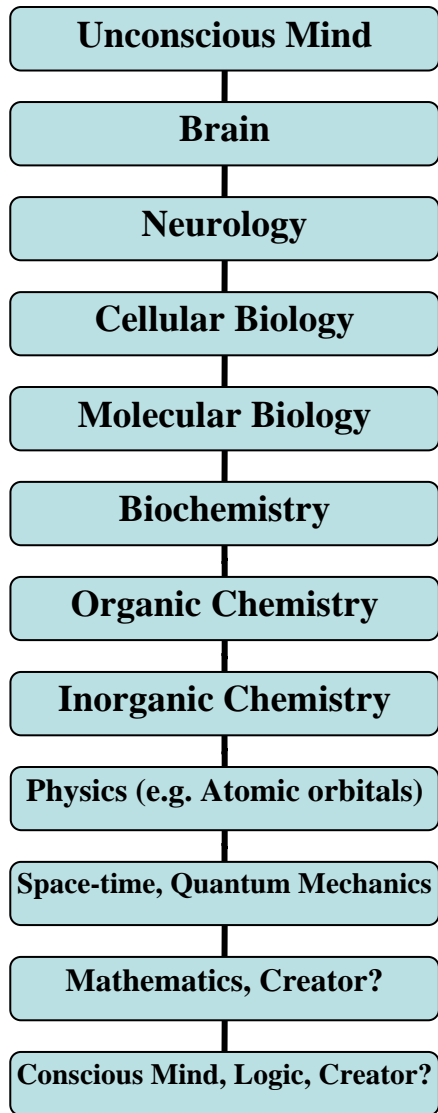 Unconscious Mind
Brain
Neurology
Cellular Biology
Molecular Biology
Biochemistry
Organic Chemistry
Inorganic Chemistry
Physics (e.g. Atomic orbitals)
Space-time, Quantum Mechanics
Mathematics, Creator?
Conscious Mind, Logic, Creator?